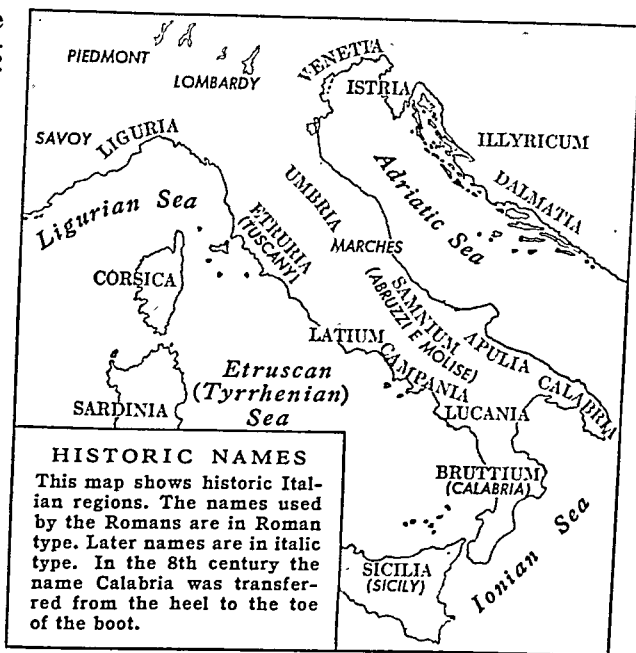 PIEDMONT
LOMBARDY
VENETIA
ISTRIA
SAVOY
LIGURIA
ILLYRICUM
DALMATIA
Ligurian Sea
Adriatic Sea
UMBRIA
ETRURIA
(TUSCANY)
MARCHES
CORSICA
SAMNIUM
(ABRUZZI E MOLISE)
LATIUM
APULIA
CAMPANIA
CALABRIA
Etruscan
(Tyrrhenian)
Sea
SARDINIA
LUCANIA
BRUTTIUM
(CALABRIA)
SICILIA
(SICILY)
Ionian Sea
HISTORIC NAMES
This map shows historic Ital-
ian regions. The names used
by the Romans are in Roman
type. Later names are in italic
type. In the 8th century the
name Calabria was transfer-
red from the heel to the toe
of the boot.